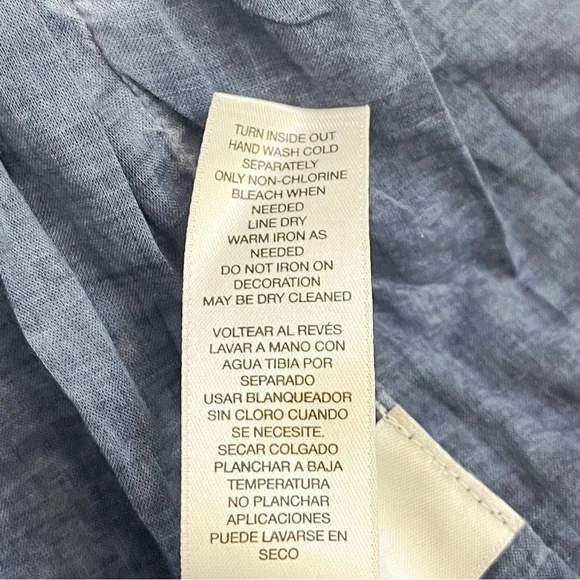 TURN INSIDE OUT
HAND WASH COLD
SEPARATELY
ONLY NON-CHLORINE
BLEACH WHEN
NEEDED
LINE DRY
WARM IRON AS
NEEDED
DO NOT IRON ON
DECORATION
MAY BE DRY CLEANED
VOLTEAR AL REVÉS
LAVAR A MANO CON
AGUA TIBIA POR
SEPARADO
USAR BLANQUEADOR
SIN CLORO CUANDO
SE NECESITE.
SECAR COLGADO
PLANCHAR A BAJA
TEMPERATURA
NO PLANCHAR
APLICACIONES
PUEDE LAVARSE EN
SECO